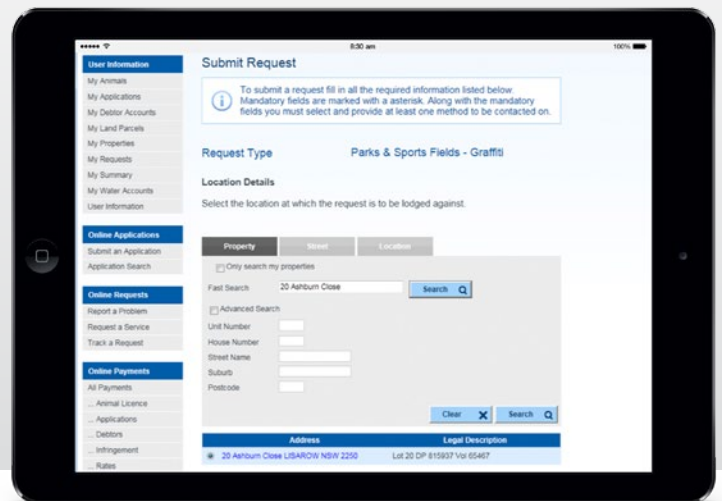 8:30 am
100%
User Information
My Animals
My Applications
My Debtor Accounts
My Land Parcels
My Properties
My Requests
My Summary
My Water Accounts
User Information
Online Applications
Submit an Application
Application Search
Online Requests
Report a Problem
Request a Service
Track a Request
Online Payments
All Payments
... Animal Licence
... Applications
... Debtors
... Infringement
... Rates
Submit Request
To submit a request fill in all the required information listed below.
Mandatory fields are marked with a asterisk. Along with the mandatory
fields you must select and provide at least one method to be contacted on.
Request Type Parks & Sports Fields - Graffiti
Location Details
Select the location at which the request is to be lodged against.
Property Street Location
Only search my properties
Fast Search 20 Ashburn Close Search
Advanced Search
Unit Number
House Number
Street Name
Suburb
Postcode
Clear X Search
Address Legal Description
20 Ashburn Close LISAROW NSW 2250 Lot 20 DP 815937 Vol 65467